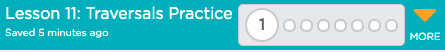 Lesson 11: Traversals Practice
Saved 5 minutes ago
1
MORE